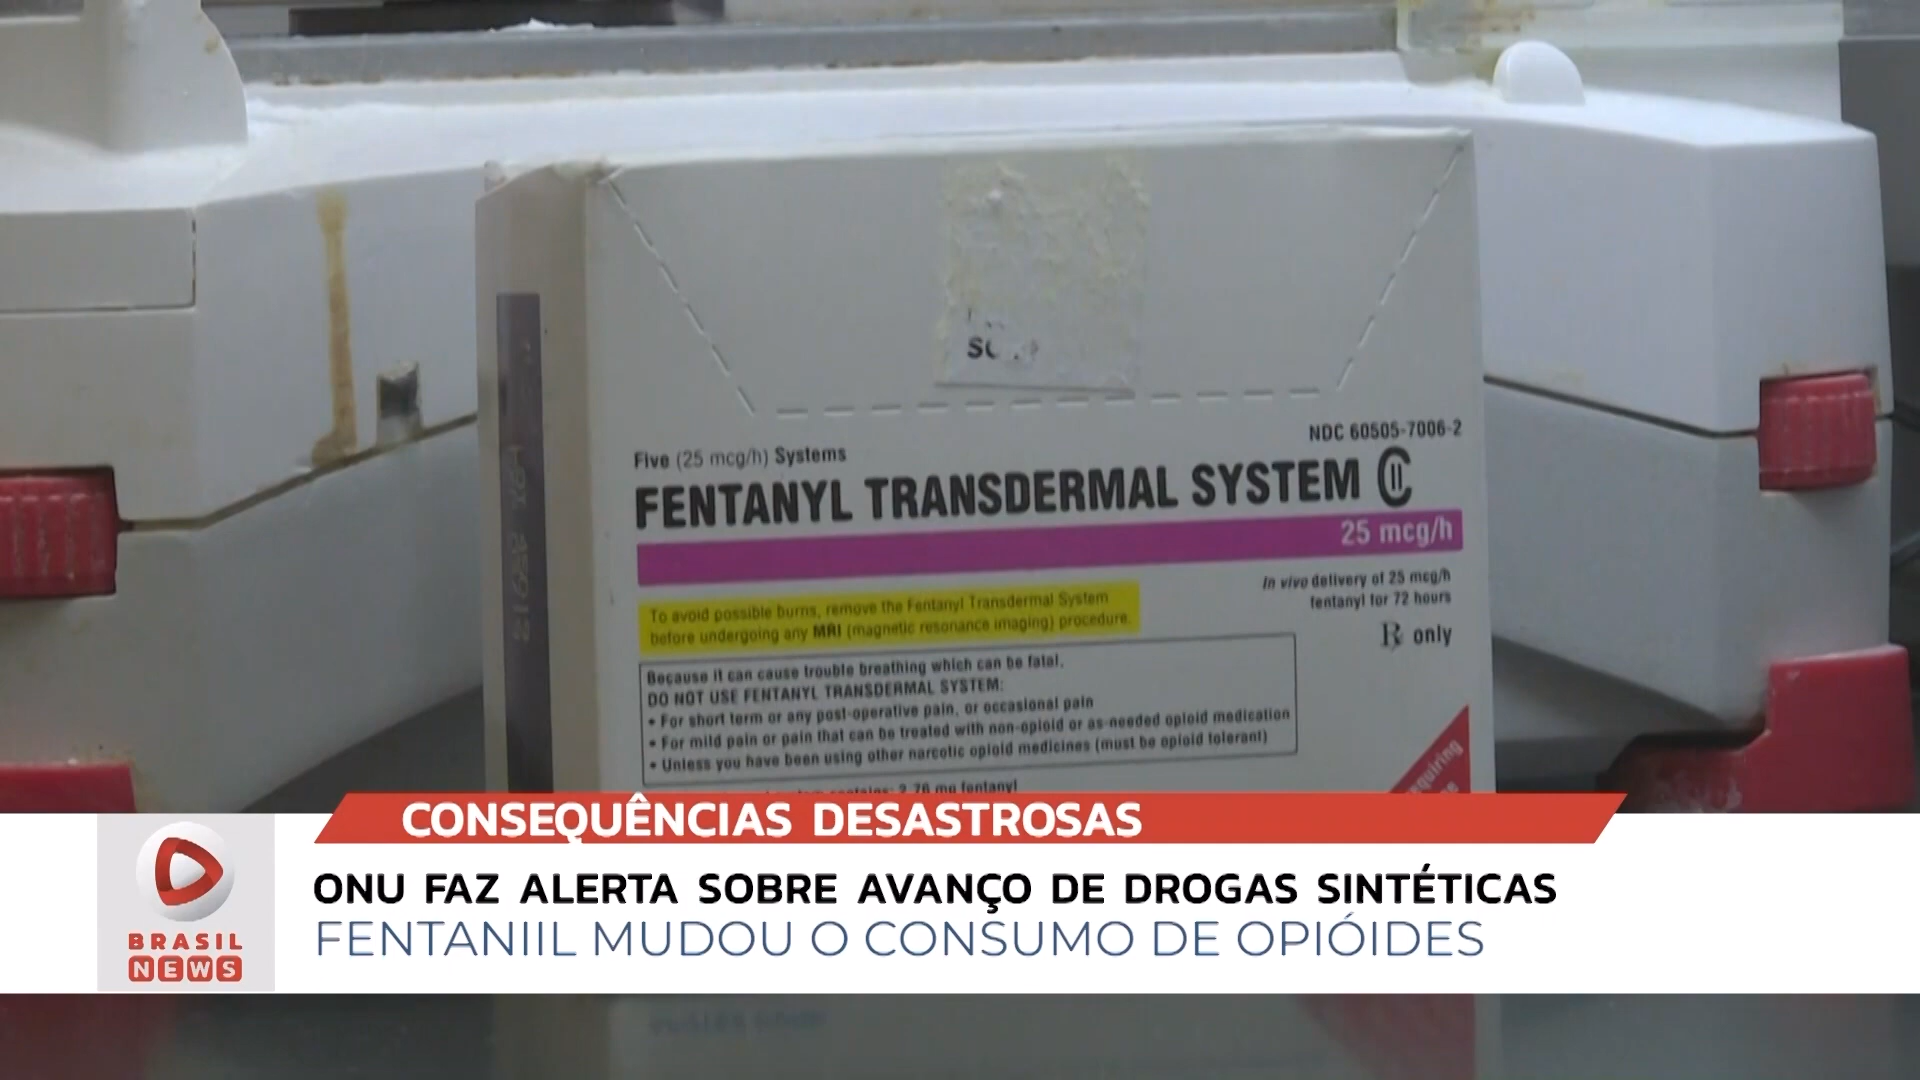 NDC 60505-7006-2
Five (25 mcg/h) Systems
FENTANYL TRANSDERMAL SYSTEM CII
25 mcg/h
In vivo delivery of 25 mcg/h
fentanyl for 72 hours
Rx only
To avoid possible burns, remove the Fentanyl Transdermal System
before undergoing any MRI (magnetic resonance imaging) procedure.
Because it can cause trouble breathing which can be fatal,
DO NOT USE FENTANYL TRANSDERMAL SYSTEM:
• For short term or any post-operative pain, or occasional pain
• For mild pain or pain that can be treated with non-opioid or as-needed opioid medication
• Unless you have been using other narcotic opioid medicines (must be opioid tolerant)
2.76 mg fentanyl
CONSEQUÊNCIAS DESASTROSAS
ONU FAZ ALERTA SOBRE AVANÇO DE DROGAS SINTÉTICAS
FENTANIIL MUDOU O CONSUMO DE OPIÓIDES
BRASIL
NEWS